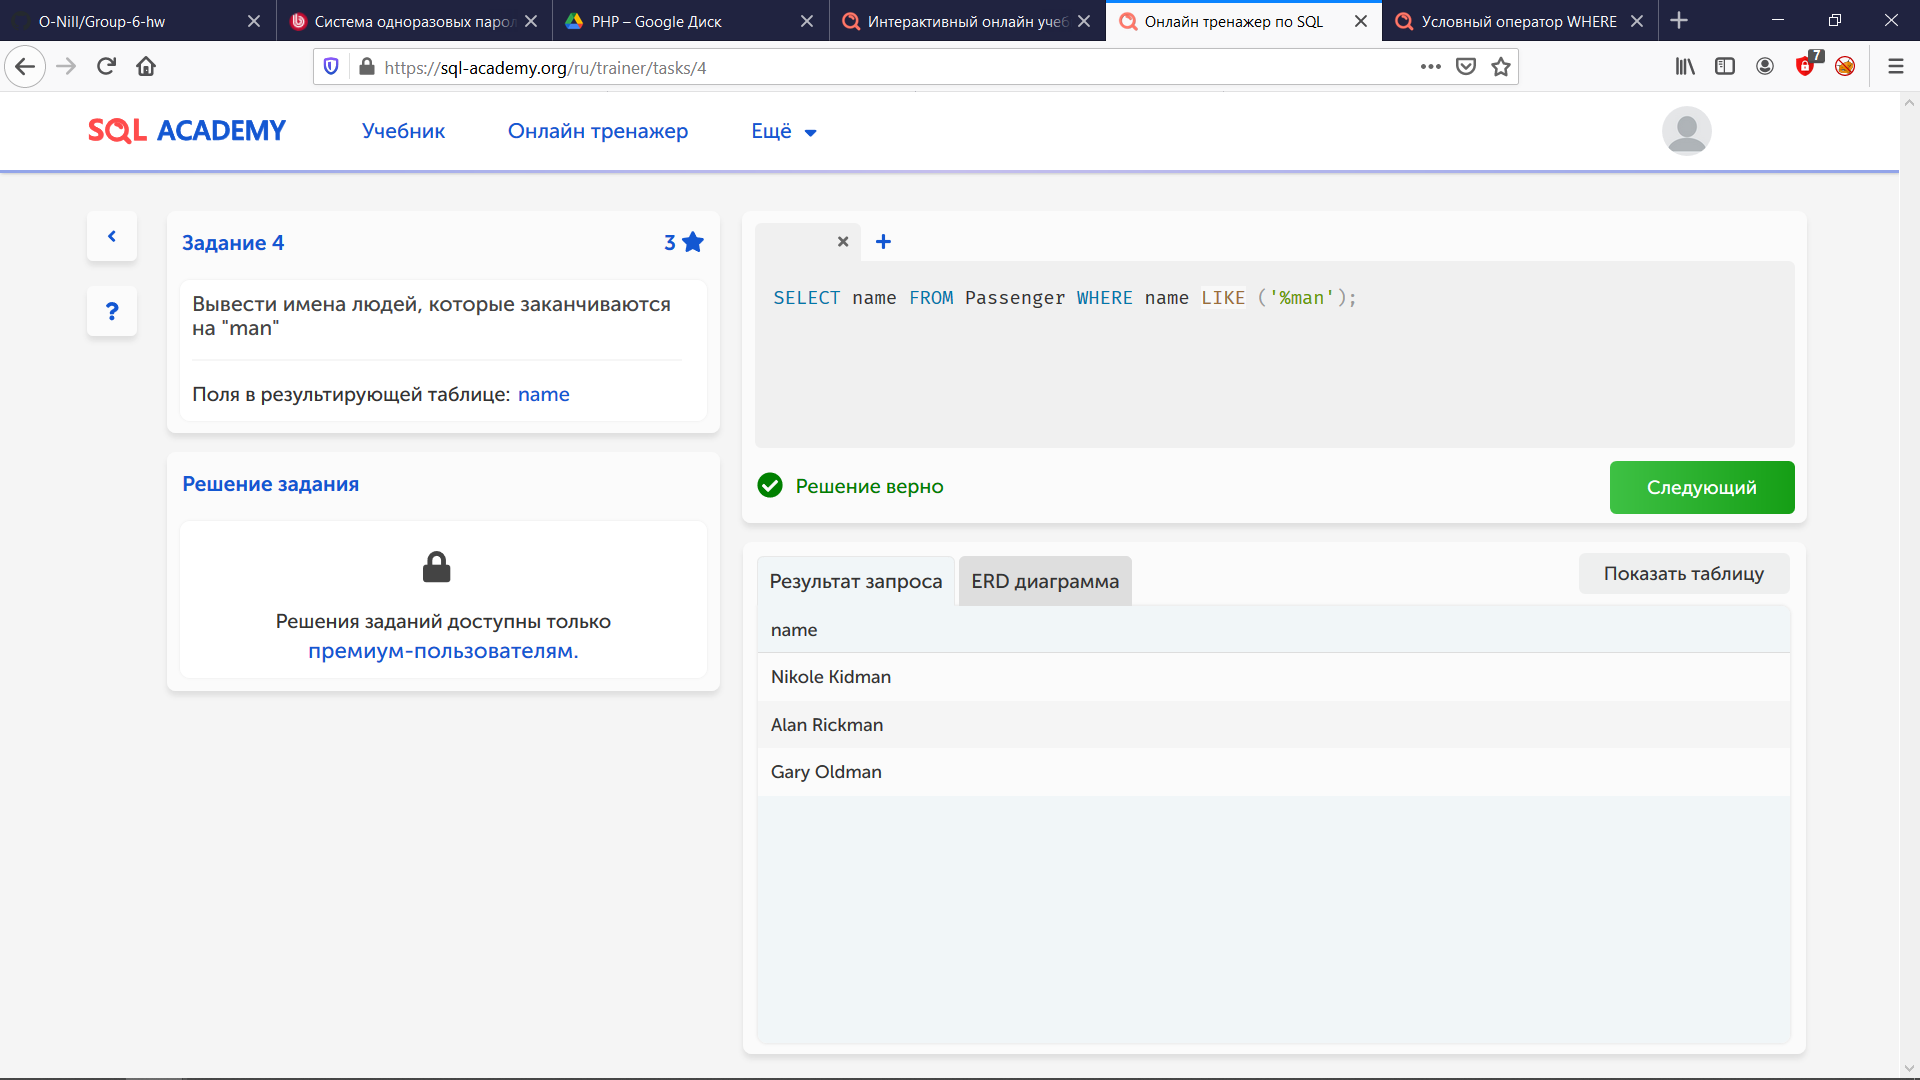 O-Nill/Group-6-hw
Система одноразовых парол
PHP – Google Диск
Интерактивный онлайн учеб
Онлайн тренажер по SQL
Условный оператор WHERE
https://sql-academy.org/ru/trainer/tasks/4
7
SQL ACADEMY
Учебник
Онлайн тренажер
Ещё
Задание 4
3
Вывести имена людей, которые заканчиваются
на "man"
Поля в результирующей таблице: name
Решение задания
Решения заданий доступны только
премиум-пользователям.
SELECT name FROM Passenger WHERE name LIKE ('%man');
Решение верно
Следующий
Результат запроса
ERD диаграмма
Показать таблицу
name
Nikole Kidman
Alan Rickman
Gary Oldman